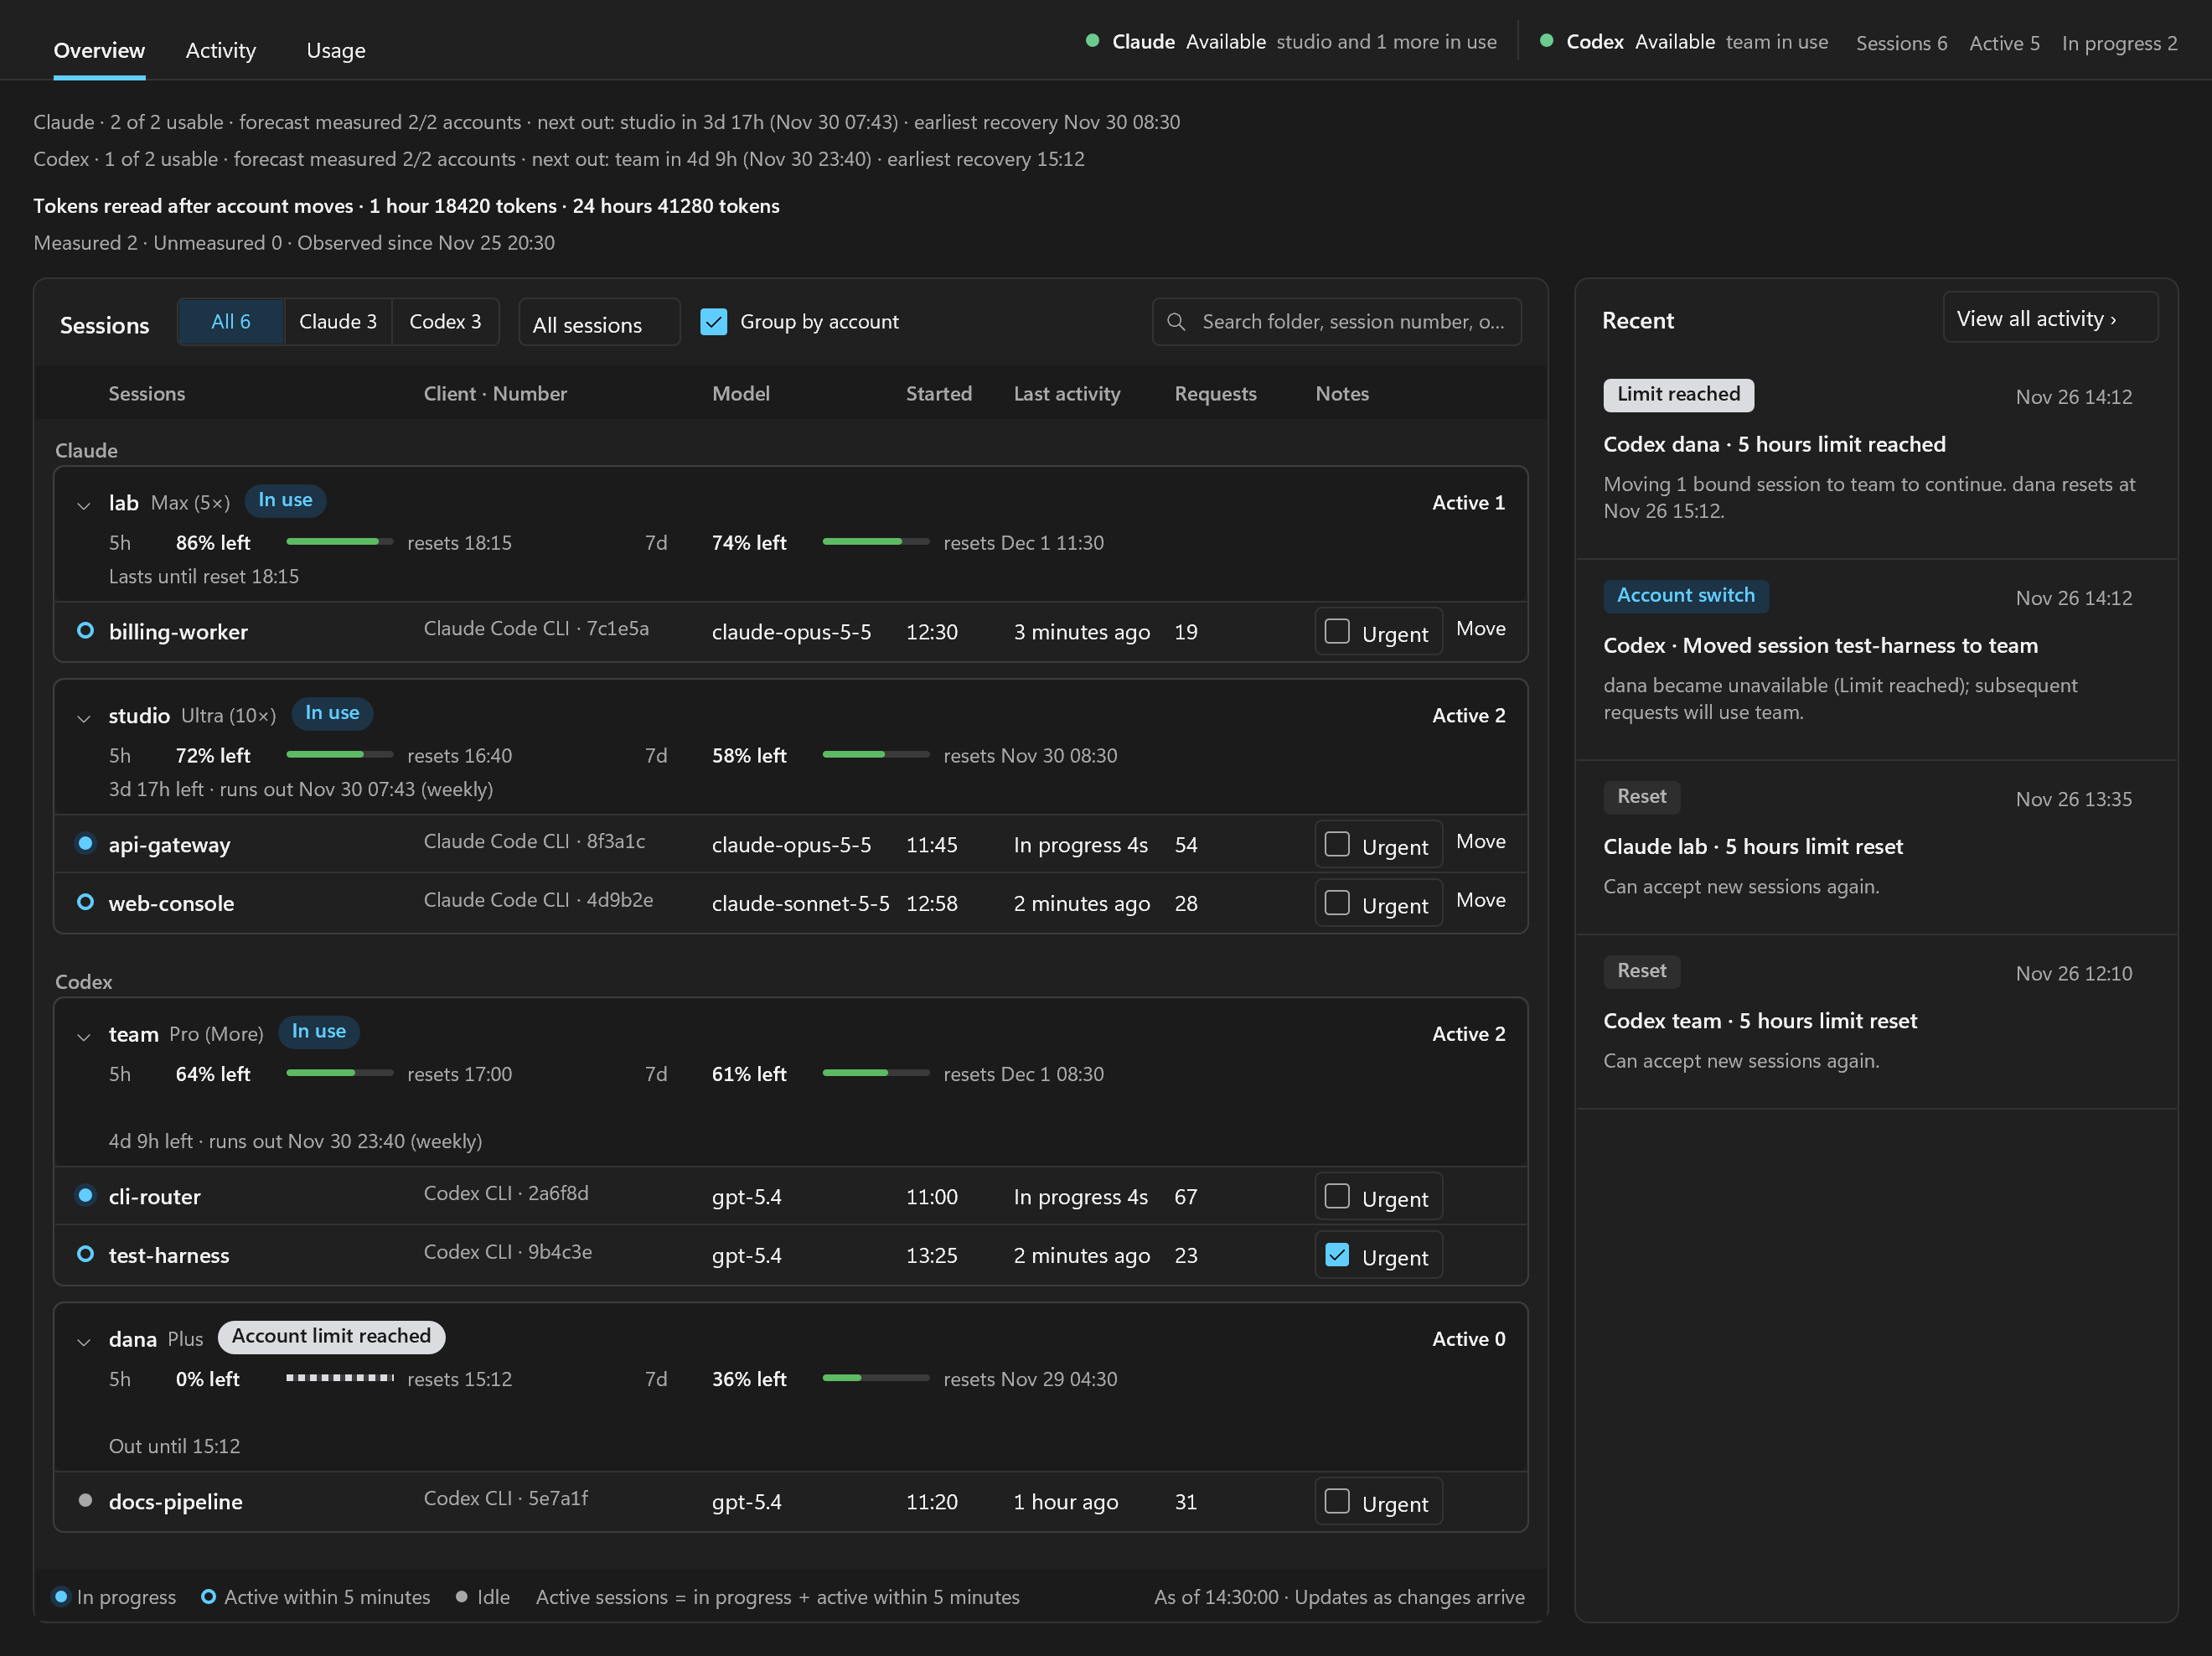 Overview
Activity
Usage
Claude Available studio and 1 more in use
Codex Available team in use
Sessions 6 Active 5 In progress 2
Claude · 2 of 2 usable · forecast measured 2/2 accounts · next out: studio in 3d 17h (Nov 30 07:43) · earliest recovery Nov 30 08:30
Codex · 1 of 2 usable · forecast measured 2/2 accounts · next out: team in 4d 9h (Nov 30 23:40) · earliest recovery 15:12
Tokens reread after account moves · 1 hour 18420 tokens · 24 hours 41280 tokens
Measured 2 · Unmeasured 0 · Observed since Nov 25 20:30
Sessions
All 6
Claude 3
Codex 3
All sessions
Group by account
Search folder, session number, o...
Sessions Client · Number Model Started Last activity Requests Notes
Claude
lab Max (5×) In use Active 1
5h 86% left resets 18:15 7d 74% left resets Dec 1 11:30
Lasts until reset 18:15
billing-worker Claude Code CLI · 7c1e5a claude-opus-5-5 12:30 3 minutes ago 19 Urgent Move
studio Ultra (10×) In use Active 2
5h 72% left resets 16:40 7d 58% left resets Nov 30 08:30
3d 17h left · runs out Nov 30 07:43 (weekly)
api-gateway Claude Code CLI · 8f3a1c claude-opus-5-5 11:45 In progress 4s 54 Urgent Move
web-console Claude Code CLI · 4d9b2e claude-sonnet-5-5 12:58 2 minutes ago 28 Urgent Move
Codex
team Pro (More) In use Active 2
5h 64% left resets 17:00 7d 61% left resets Dec 1 08:30
4d 9h left · runs out Nov 30 23:40 (weekly)
cli-router Codex CLI · 2a6f8d gpt-5.4 11:00 In progress 4s 67 Urgent
test-harness Codex CLI · 9b4c3e gpt-5.4 13:25 2 minutes ago 23 Urgent
dana Plus Account limit reached Active 0
5h 0% left resets 15:12 7d 36% left resets Nov 29 04:30
Out until 15:12
docs-pipeline Codex CLI · 5e7a1f gpt-5.4 11:20 1 hour ago 31 Urgent
In progress Active within 5 minutes Idle Active sessions = in progress + active within 5 minutes As of 14:30:00 · Updates as changes arrive
Recent
View all activity ›
Limit reached Nov 26 14:12
Codex dana · 5 hours limit reached
Moving 1 bound session to team to continue. dana resets at
Nov 26 15:12.
Account switch Nov 26 14:12
Codex · Moved session test-harness to team
dana became unavailable (Limit reached); subsequent
requests will use team.
Reset Nov 26 13:35
Claude lab · 5 hours limit reset
Can accept new sessions again.
Reset Nov 26 12:10
Codex team · 5 hours limit reset
Can accept new sessions again.